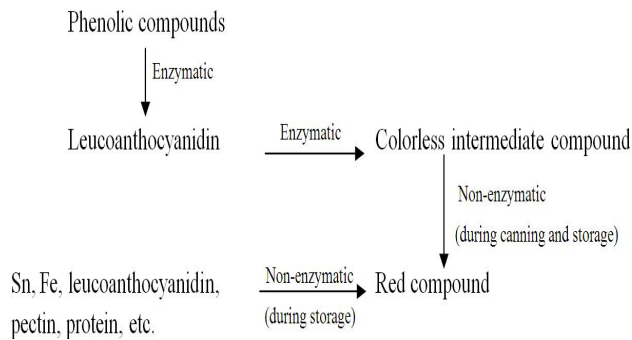 Phenolic compounds
Enzymatic
Leucoanthocyanidin
Enzymatic
Colorless intermediate compound
Non-enzymatic
(during canning and storage)
Sn, Fe, leucoanthocyanidin,
pectin, protein, etc.
Non-enzymatic
(during storage)
Red compound